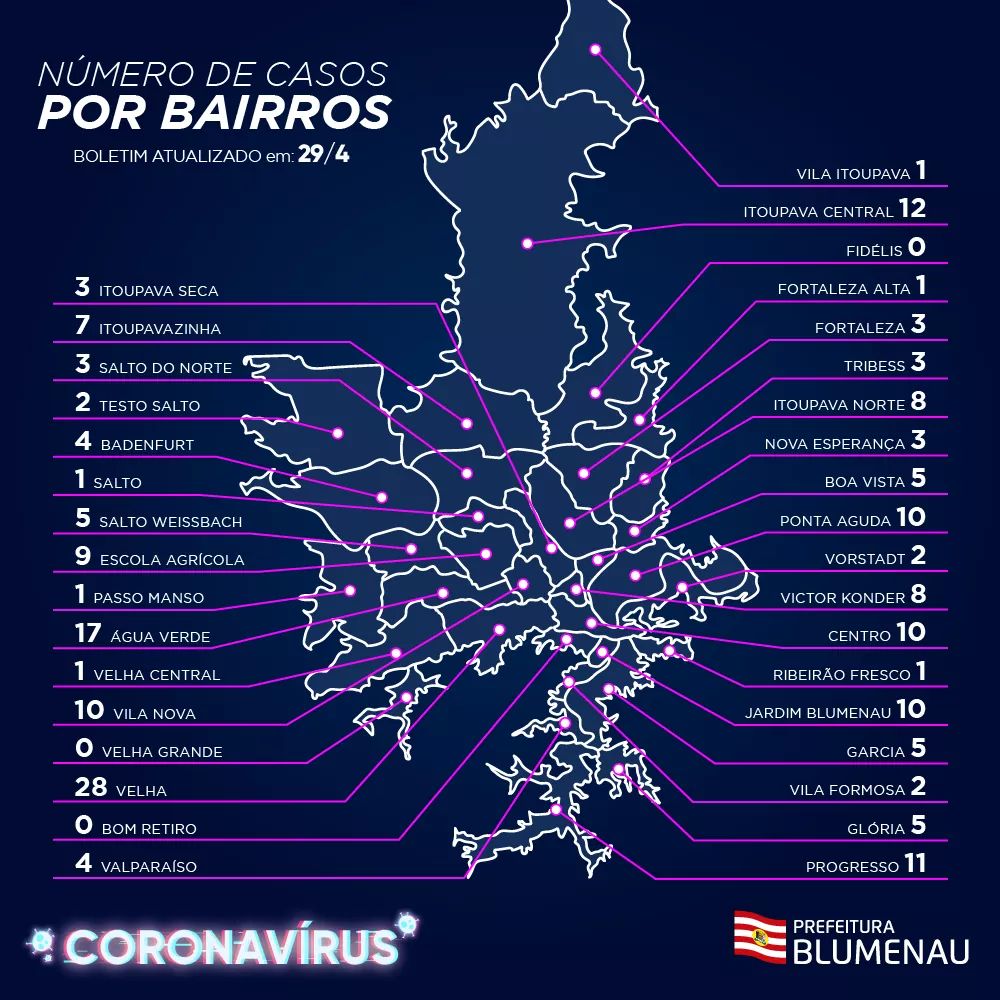 NÚMERO DE CASOS
POR BAIRROS
BOLETIM ATUALIZADO em: 29/4
3 ITOUPAVA SECA
7 ITOUPAVAZINHA
3 SALTO DO NORTE
2 TESTO SALTO
4 BADENFURT
1 SALTO
5 SALTO WEISSBACH
9 ESCOLA AGRÍCOLA
1 PASSO MANSO
17 ÁGUA VERDE
1 VELHA CENTRAL
10 VILA NOVA
0 VELHA GRANDE
28 VELHA
0 BOM RETIRO
4 VALPARAÍSO
VILA ITOUPAVA 1
ITOUPAVA CENTRAL 12
FIDÉLIS 0
FORTALEZA ALTA 1
FORTALEZA 3
TRIBESS 3
ITOUPAVA NORTE 8
NOVA ESPERANÇA 3
BOA VISTA 5
PONTA AGUDA 10
VORSTADT 2
VICTOR KONDER 8
CENTRO 10
RIBEIRÃO FRESCO 1
JARDIM BLUMENAU 10
GARCIA 5
VILA FORMOSA 2
GLÓRIA 5
PROGRESSO 11
CORONAVÍRUS
PREFEITURA
BLUMENAU